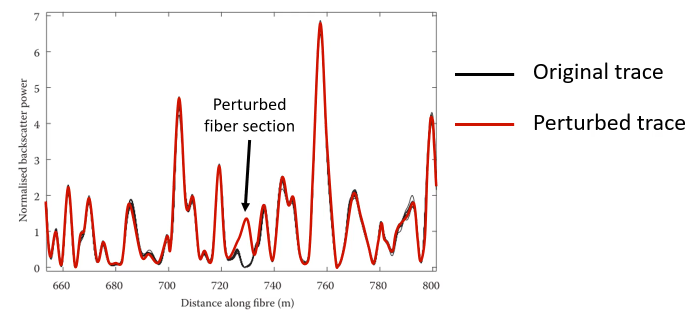 7
6
5
4
3
2
1
0
Normalised backscatter power
Perturbed
fiber section
660
680
700
720
740
760
780
800
Distance along fibre (m)
Original trace
Perturbed trace